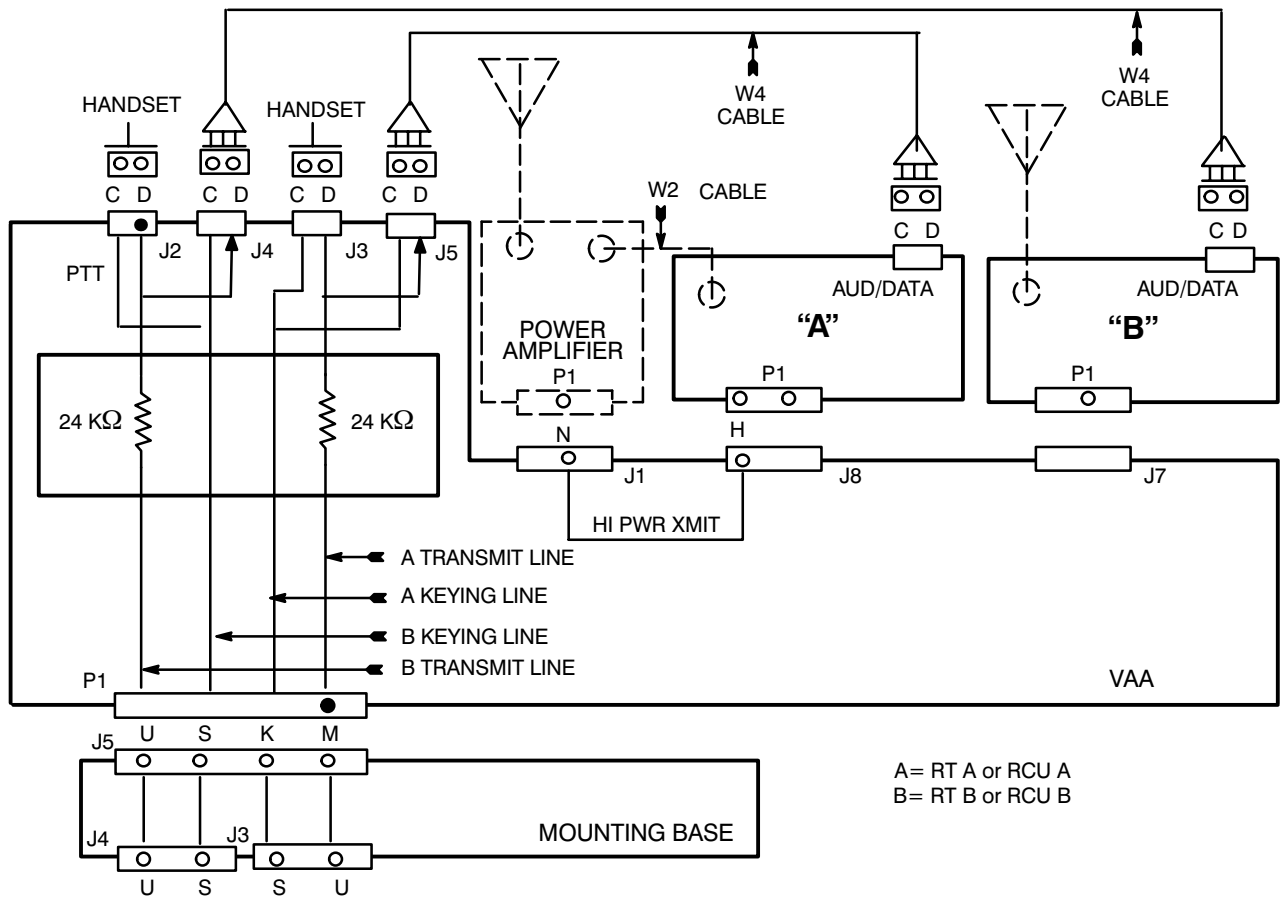 W4
CABLE
W4
CABLE
HANDSET
HANDSET
C D
C D
C D
C D
W2 CABLE
C D
C D
J2
J4
J3
J5
PTT
AUD/DATA
AUD/DATA
"A"
"B"
POWER
AMPLIFIER
P1
P1
P1
24 KΩ
24 KΩ
N
H
J1
J8
J7
HI PWR XMIT
A TRANSMIT LINE
A KEYING LINE
B KEYING LINE
B TRANSMIT LINE
P1
VAA
U S K M
J5
A= RT A or RCU A
B= RT B or RCU B
J4
J3
MOUNTING BASE
U S S U